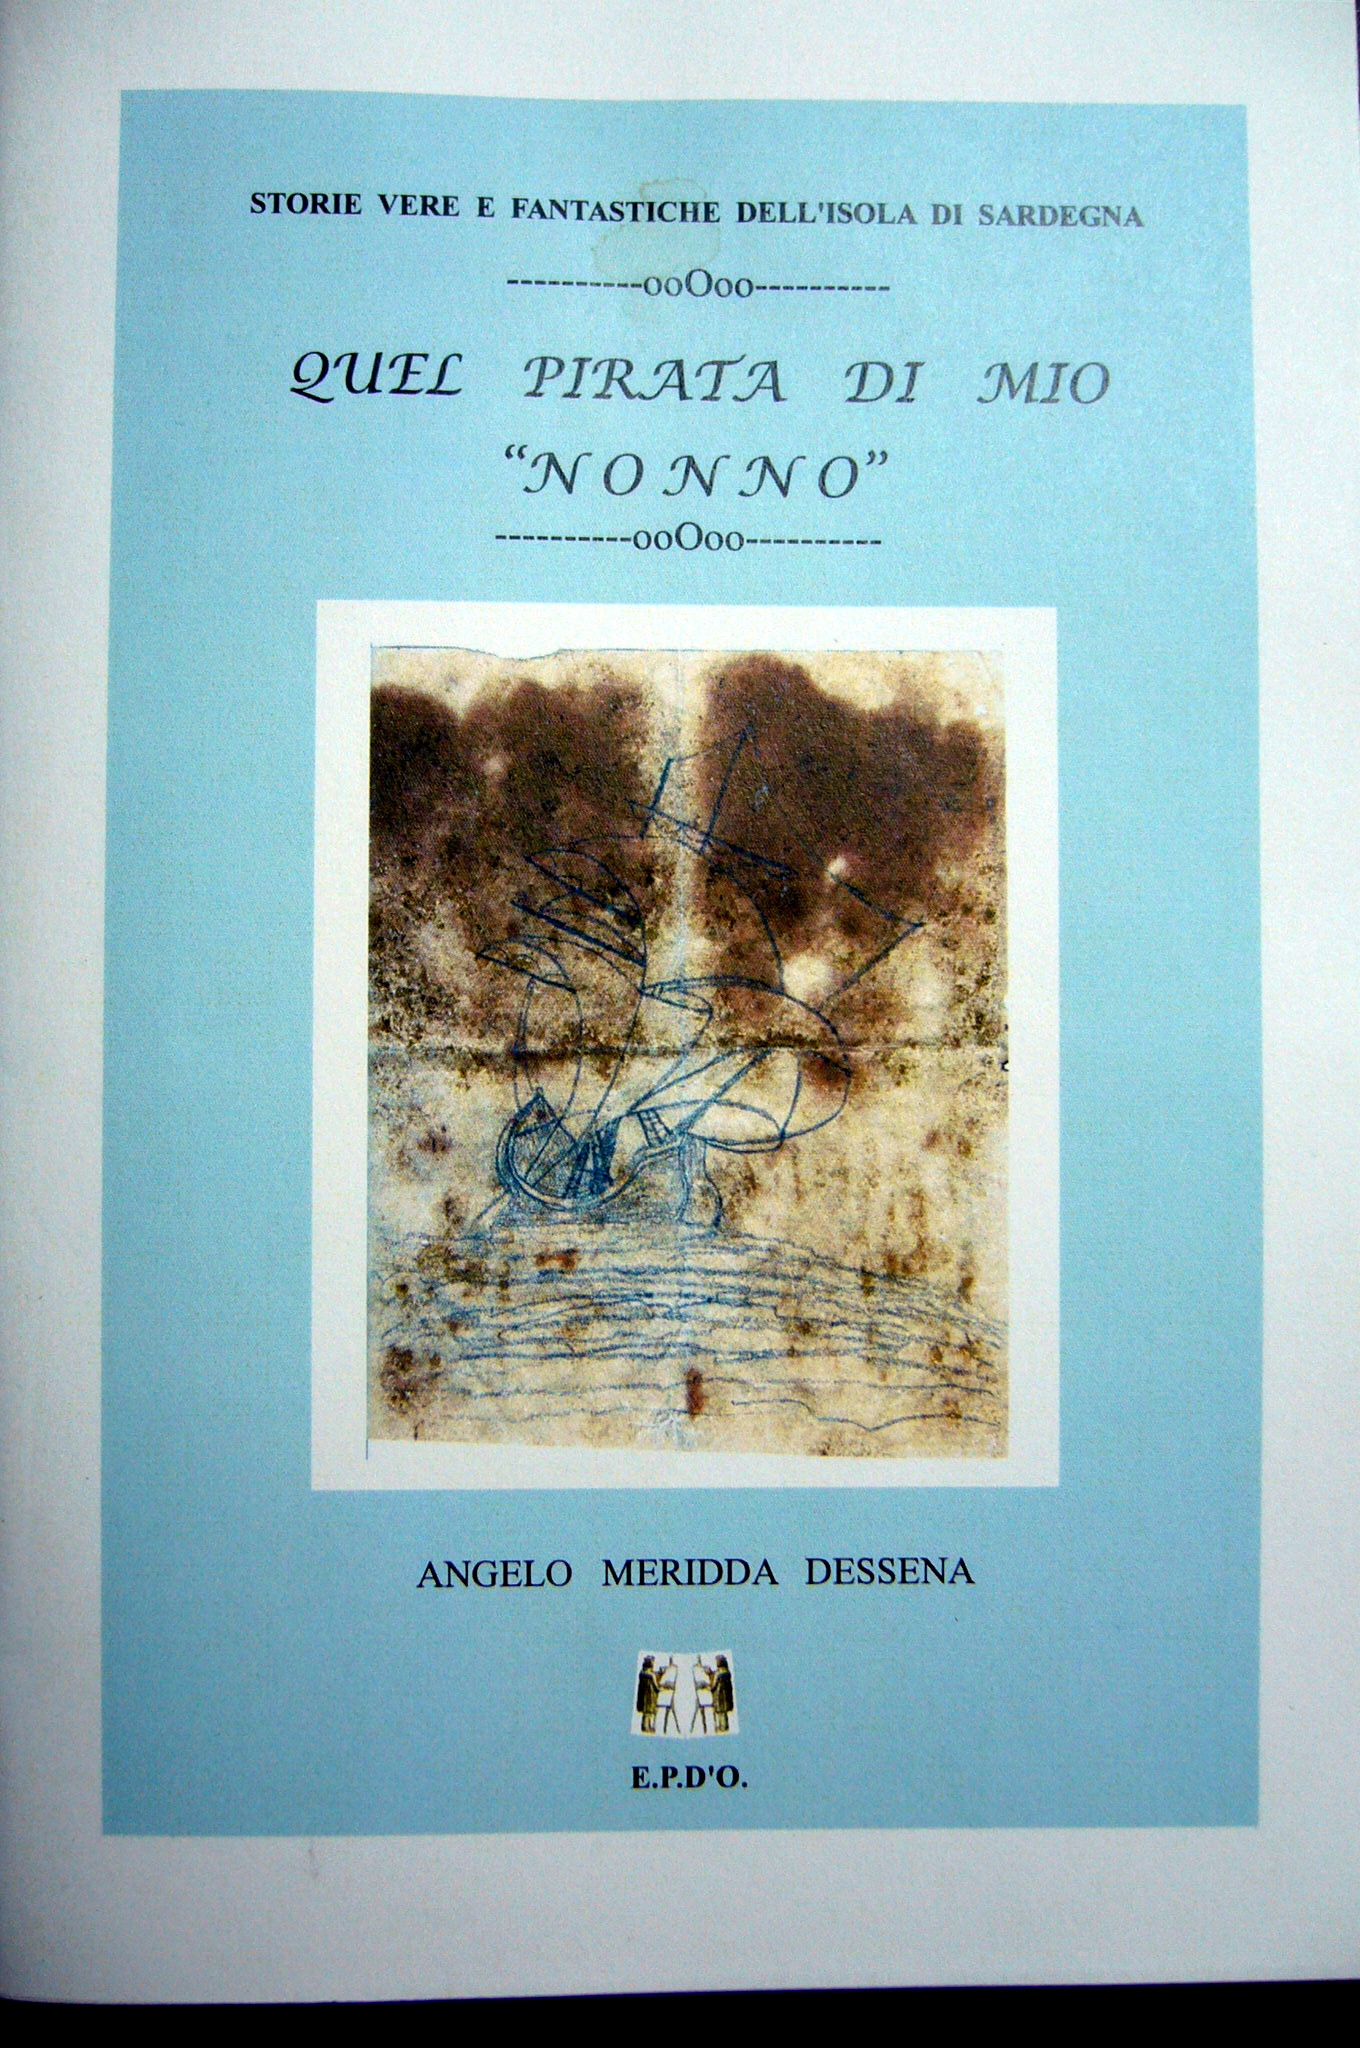 STORIE VERE E FANTASTICHE DELL'ISOLA DI SARDEGNA
----------ooOoo----------
QUEL PIRATA DI MIO
“NONNO”
----------ooOoo----------
ANGELO MERIDDA DESSENA
E.P.D'O.